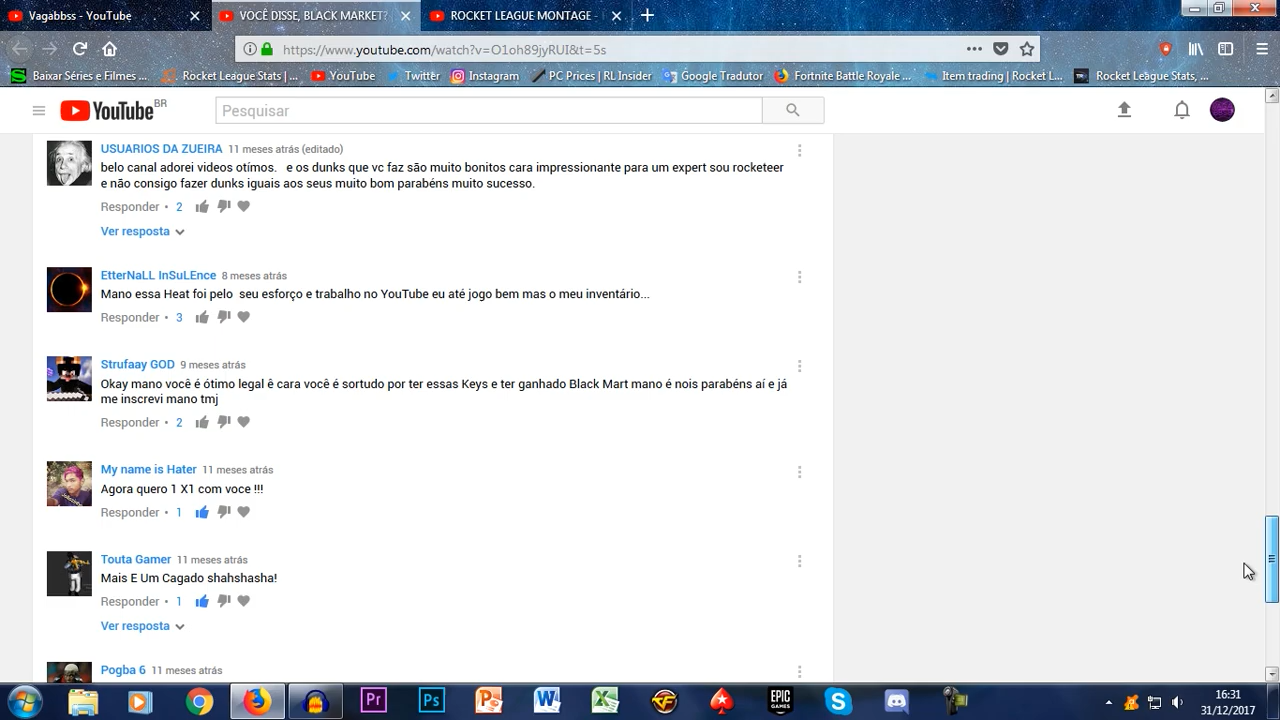 Vagabbss - YouTube
VOCÊ DISSE, BLACK MARKET?
ROCKET LEAGUE MONTAGE -
https://www.youtube.com/watch?v=O1oh89jyRUI&t=5s
Baixar Séries e Filmes ...
Rocket League Stats | ...
YouTube
Twitter
Instagram
PC Prices | RL Insider
Google Tradutor
Fortnite Battle Royale ...
Item trading | Rocket L...
Rocket League Stats, ...
YouTube BR
Pesquisar
USUARIOS DA ZUEIRA 11 meses atrás (editado)
belo canal adorei videos otímos. e os dunks que vc faz são muito bonitos cara impressionante para um expert sou rocketeer
e não consigo fazer dunks iguais aos seus muito bom parabéns muito sucesso.
Responder • 2
Ver resposta
EtterNaLL InSuLEnce 8 meses atrás
Mano essa Heat foi pelo seu esforço e trabalho no YouTube eu até jogo bem mas o meu inventário...
Responder • 3
Strufaay GOD 9 meses atrás
Okay mano você é ótimo legal ê cara você é sortudo por ter essas Keys e ter ganhado Black Mart mano é nois parabéns aí e já
me inscrevi mano tmj
Responder • 2
My name is Hater 11 meses atrás
Agora quero 1 X1 com voce !!!
Responder • 1
Touta Gamer 11 meses atrás
Mais E Um Cagado shahshasha!
Responder • 1
Ver resposta
Pogba 6 11 meses atrás
Pr
Ps
EPIC
GAMES
16:31
31/12/2017